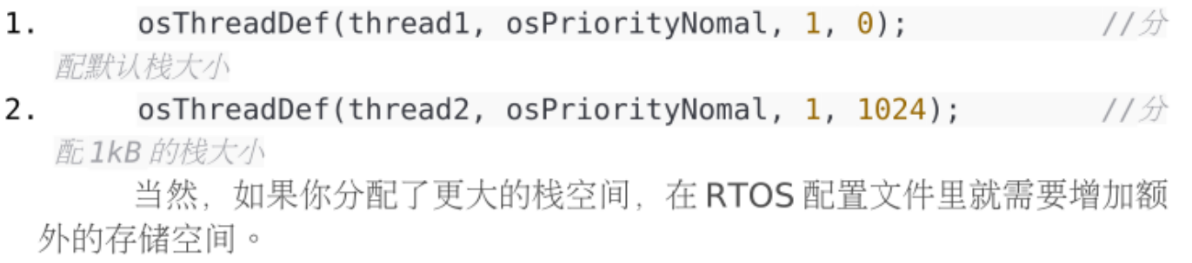 1. osThreadDef(thread1, osPriorityNomal, 1, 0); //分
配默认栈大小
2. osThreadDef(thread2, osPriorityNomal, 1, 1024); //分
配 1kB 的栈大小
当然，如果你分配了更大的栈空间，在 RTOS 配置文件里就需要增加额
外的存储空间。